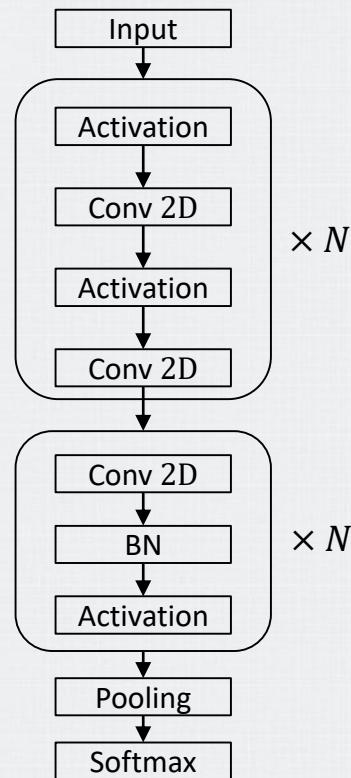 Input
Activation
Conv 2D
Activation
Conv 2D
× N
Conv 2D
BN
Activation
× N
Pooling
Softmax